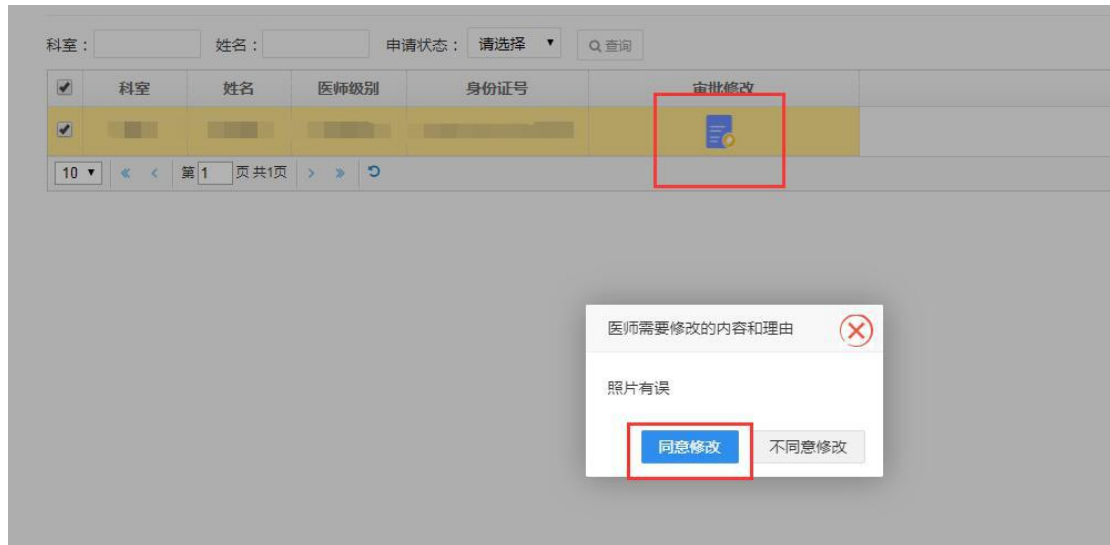 科室： 姓名： 申请状态： 请选择 查询
科室 姓名 医师级别 身份证号 审批修改
10 第 1 页 共1页
医师需要修改的内容和理由
照片有误
同意修改 不同意修改